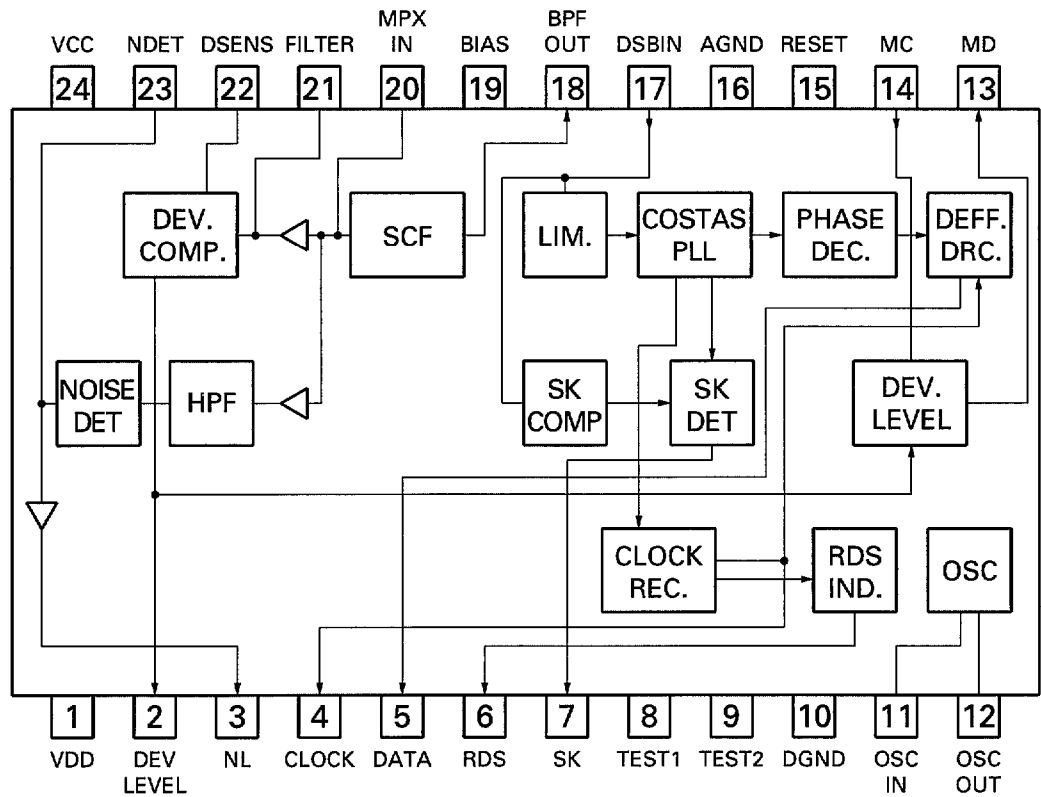 VCC NDET DSENS FILTER MPX IN BIAS BPF OUT DSBIN AGND RESET MC MD
24 23 22 21 20 19 18 17 16 15 14 13
DEV. COMP.
SCF
LIM.
COSTAS PLL
PHASE DEC.
DEFF. DRC.
NOISE DET
HPF
SK COMP
SK DET
DEV. LEVEL
CLOCK REC.
RDS IND.
OSC
1 2 3 4 5 6 7 8 9 10 11 12
VDD DEV LEVEL NL CLOCK DATA RDS SK TEST1 TEST2 DGND OSC IN OSC OUT